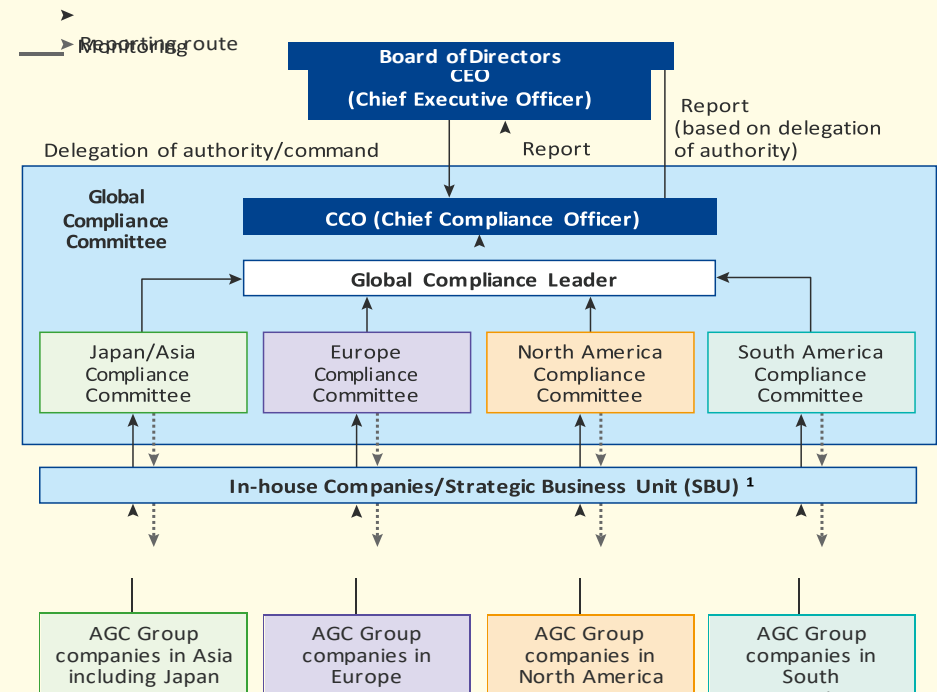 Reporting route
Monitoring
Board of Directors
CEO
(Chief Executive Officer)
Report
(based on delegation
of authority)
Delegation of authority/command
Report
Global
Compliance
Committee
CCO (Chief Compliance Officer)
Global Compliance Leader
Japan/Asia
Compliance
Committee
Europe
Compliance
Committee
North America
Compliance
Committee
South America
Compliance
Committee
In-house Companies/Strategic Business Unit (SBU) 1
AGC Group
companies in Asia
including Japan
AGC Group
companies in
Europe
AGC Group
companies in
North America
AGC Group
companies in
South